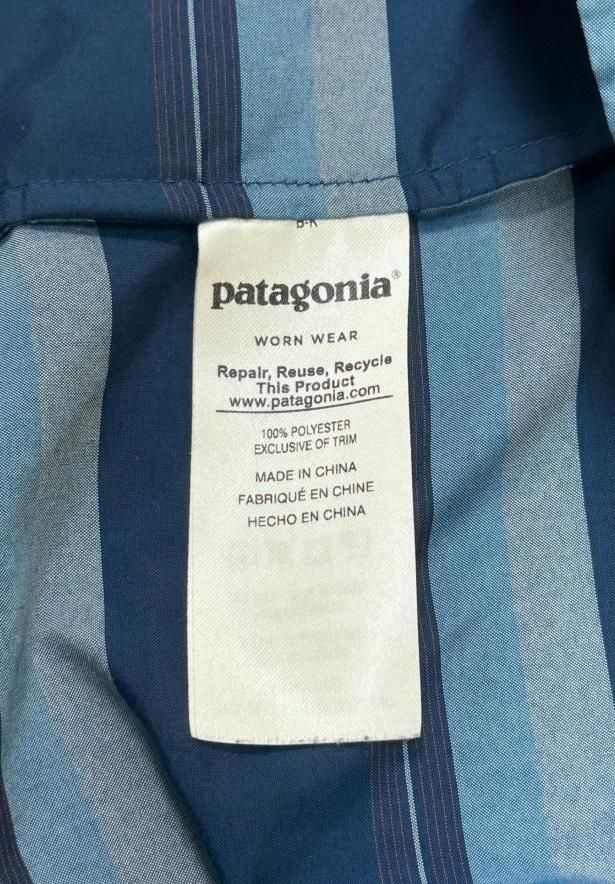 B-K
patagonia®
WORN WEAR
Repair, Reuse, Recycle
This Product
www.patagonia.com
100% POLYESTER
EXCLUSIVE OF TRIM
MADE IN CHINA
FABRIQUÉ EN CHINE
HECHO EN CHINA